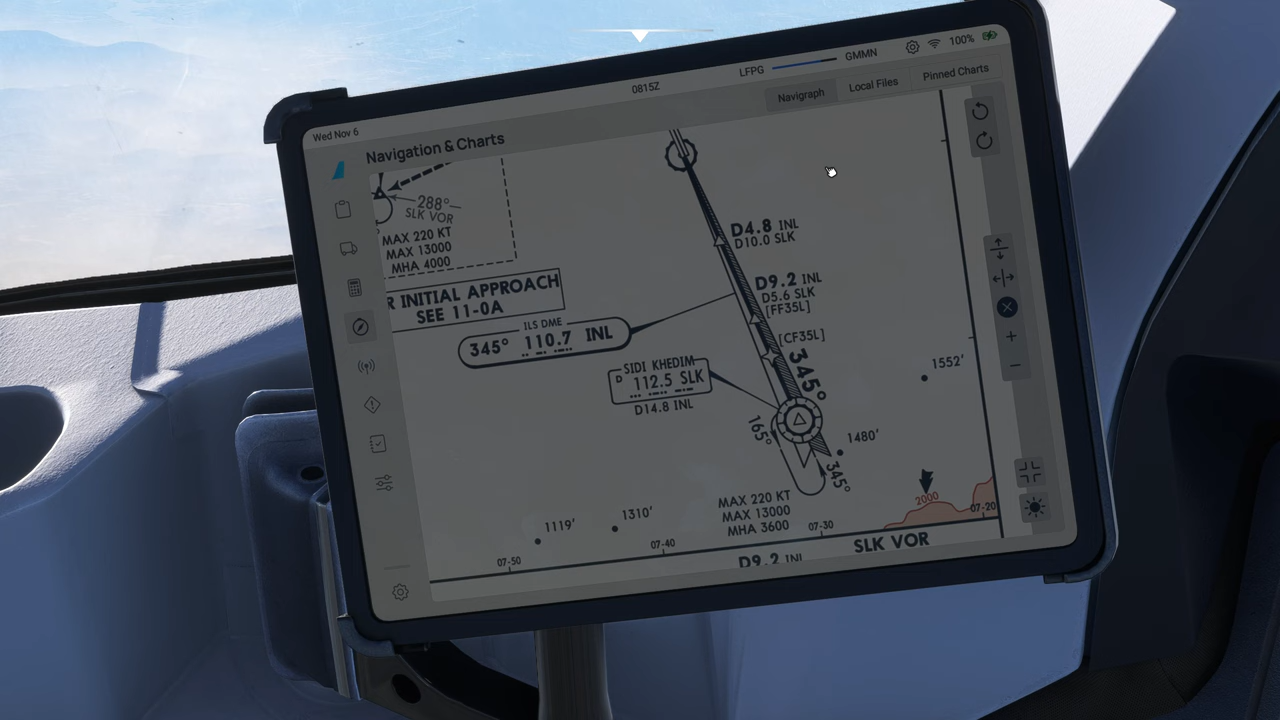 Wed Nov 6
0815Z
LFPG
GMMN
100%
Navigation & Charts
Navigraph
Local Files
Pinned Charts
288°
SLK VOR
MAX 220 KT
MAX 13000
MHA 4000
R INITIAL APPROACH
SEE 11-0A
ILS DME
345° 110.7 INL
D4.8 INL
D10.0 SLK
D9.2 INL
D5.6 SLK
[FF35L]
[CF35L]
345°
SIDI KHEDIM
D 112.5 SLK
D14.8 INL
165°
345°
1552'
1480'
MAX 220 KT
MAX 13000
MHA 3600
1119'
1310'
2000
07-50
07-40
07-30
07-20
D9.2 INL
SLK VOR